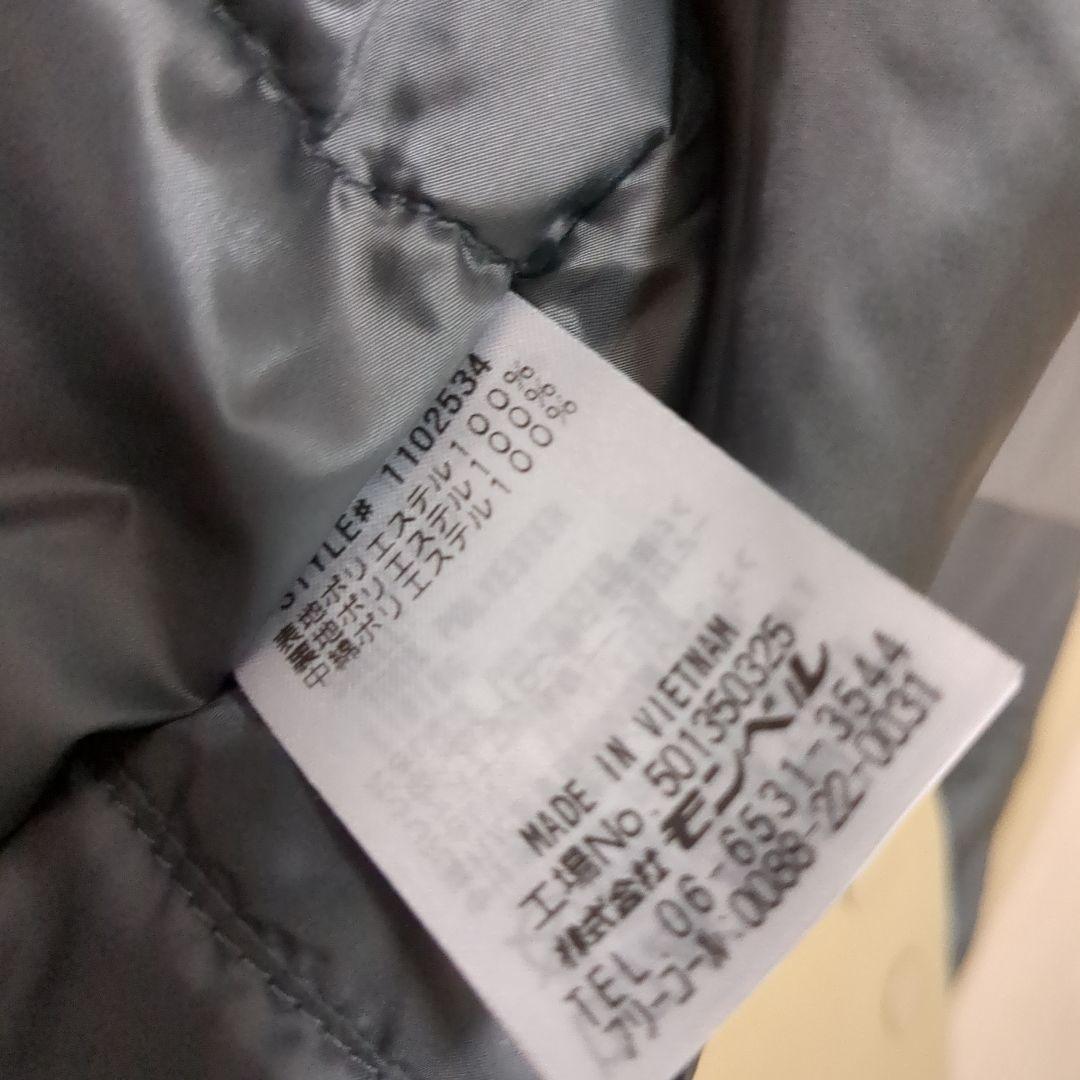 STYLE# 1102534
表地ポリエステル100%
裏地ポリエステル100%
中綿ポリエステル100%
MADE IN VIETNAM
工場No.501350325
株式会社モンベル
TEL.06-6531-3544
フリーコール.0088-22-0031